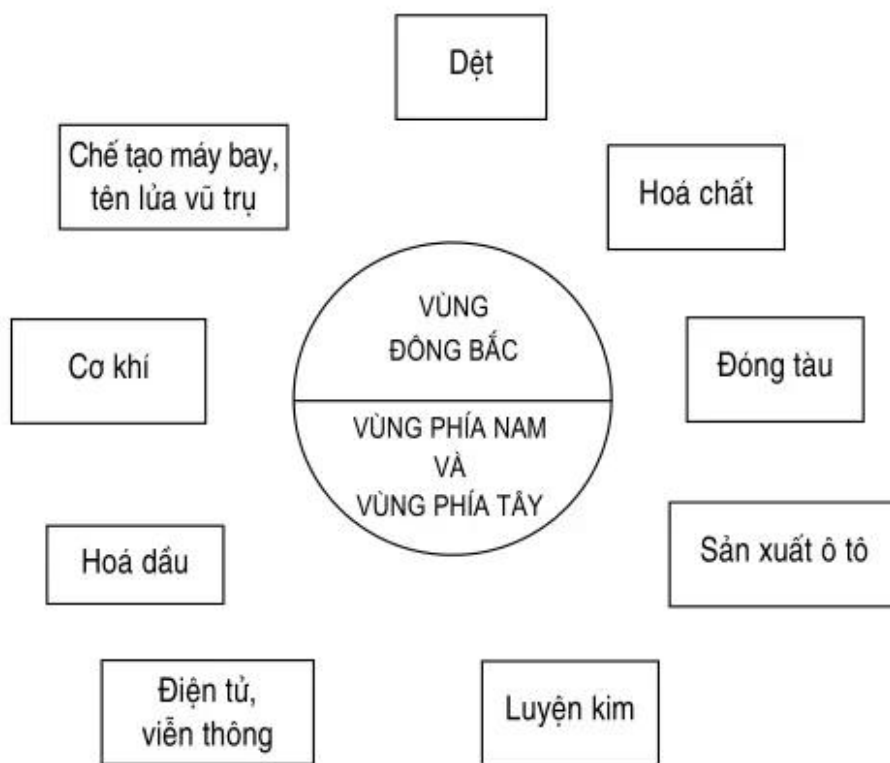 Dệt
Chế tạo máy bay,
tên lửa vũ trụ
Hoá chất
VÙNG
ĐÔNG BẮC
Cơ khí
Đóng tàu
VÙNG PHÍA NAM
VÀ
VÙNG PHÍA TÂY
Hoá dầu
Sản xuất ô tô
Điện tử,
viễn thông
Luyện kim